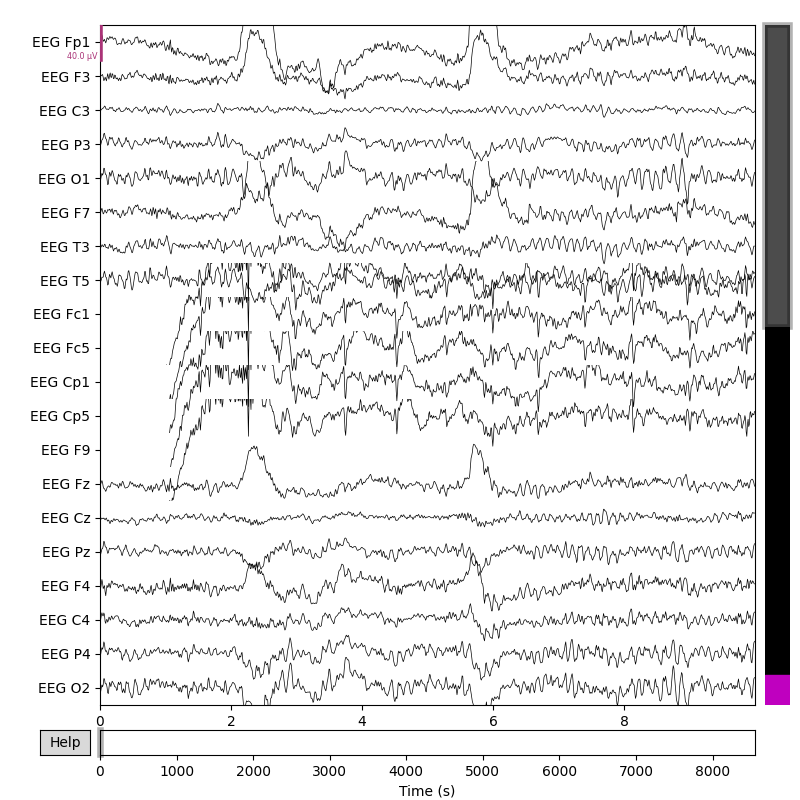 EEG Fp1
40.0 µV
EEG F3
EEG C3
EEG P3
EEG O1
EEG F7
EEG T3
EEG T5
EEG Fc1
EEG Fc5
EEG Cp1
EEG Cp5
EEG F9
EEG Fz
EEG Cz
EEG Pz
EEG F4
EEG C4
EEG P4
EEG O2
0 2 4 6 8
Help
0 1000 2000 3000 4000 5000 6000 7000 8000
Time (s)